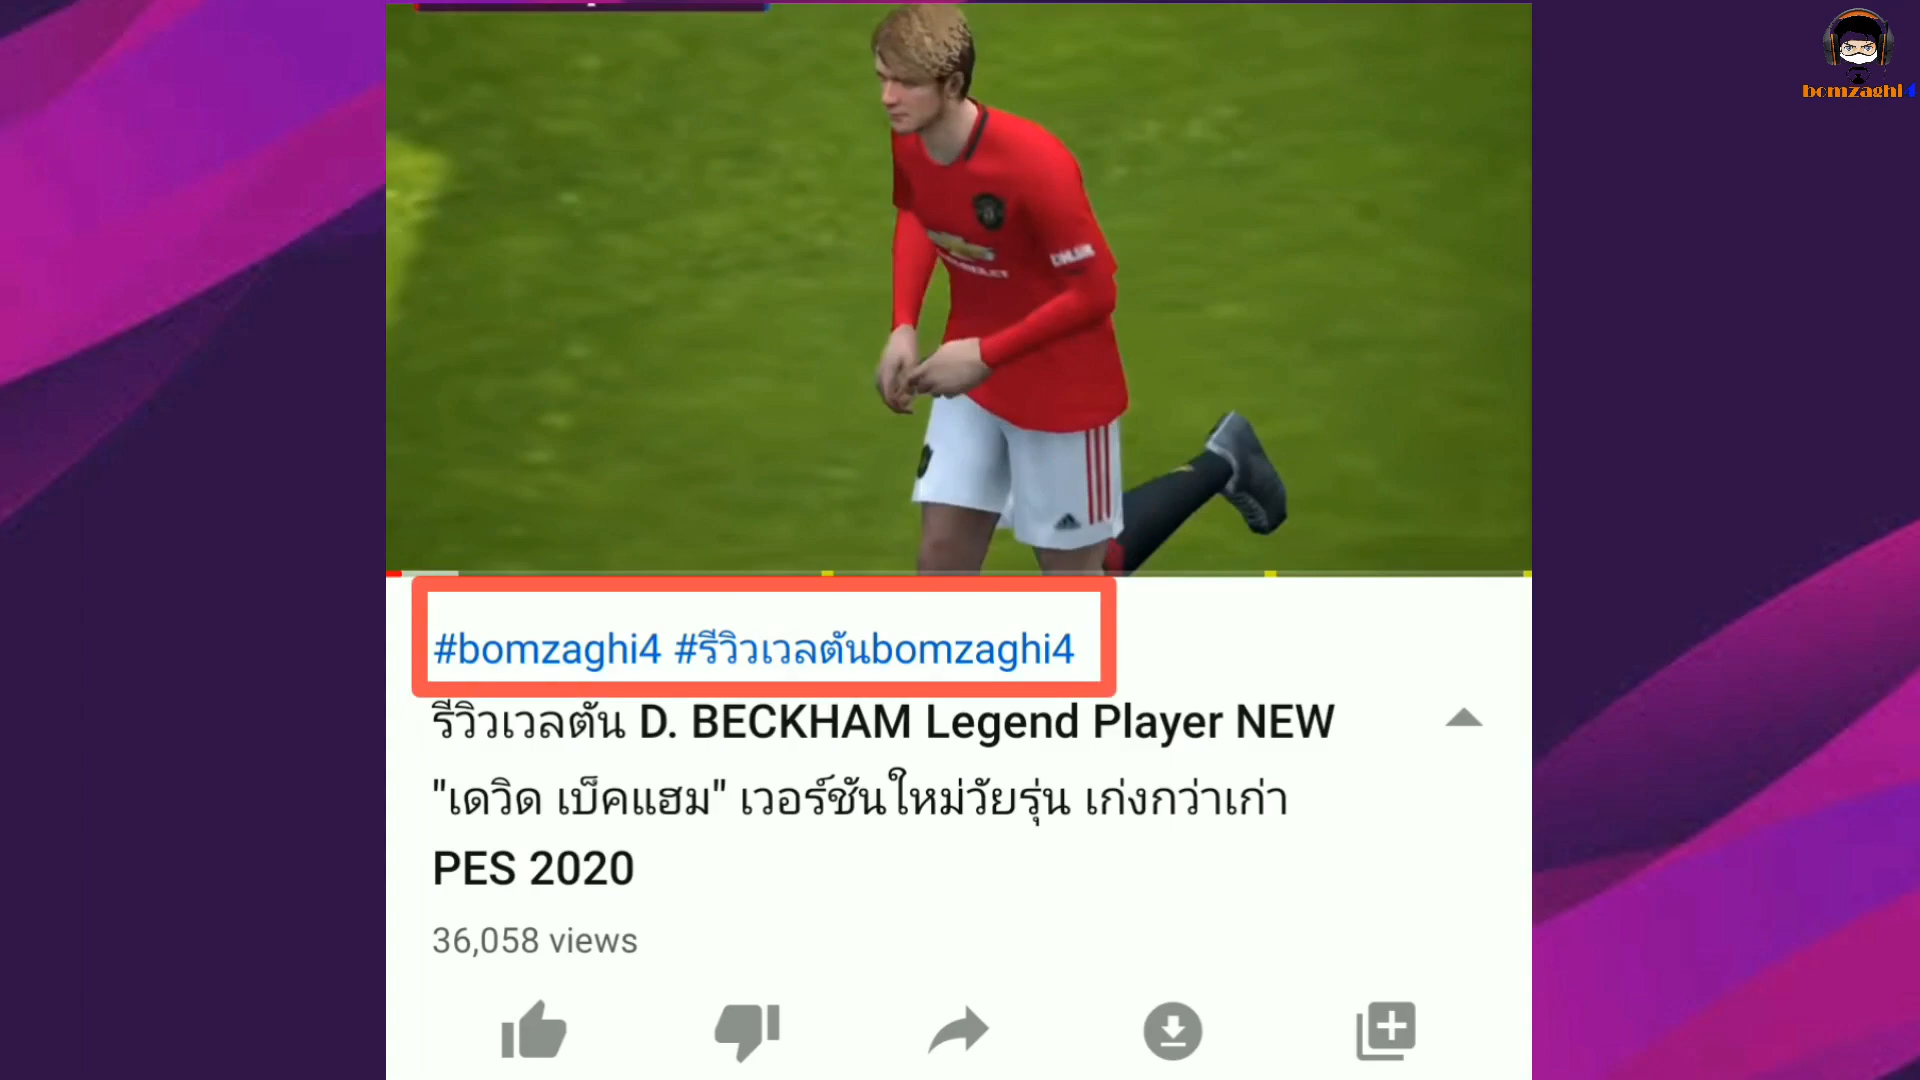 bomzaghi4
CHEVROLET
KOHLER
#bomzaghi4 #รีวิวเวลตันbomzaghi4
รีวิวเวลตัน D. BECKHAM Legend Player NEW
"เดวิด เบ็คแฮม" เวอร์ชันใหม่วัยรุ่น เก่งกว่าเก่า
PES 2020
36,058 views